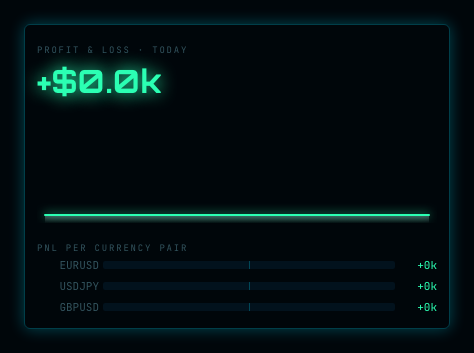 PROFIT & LOSS · TODAY
+$0.0k
PNL PER CURRENCY PAIR
EURUSD +0k
USDJPY +0k
GBPUSD +0k